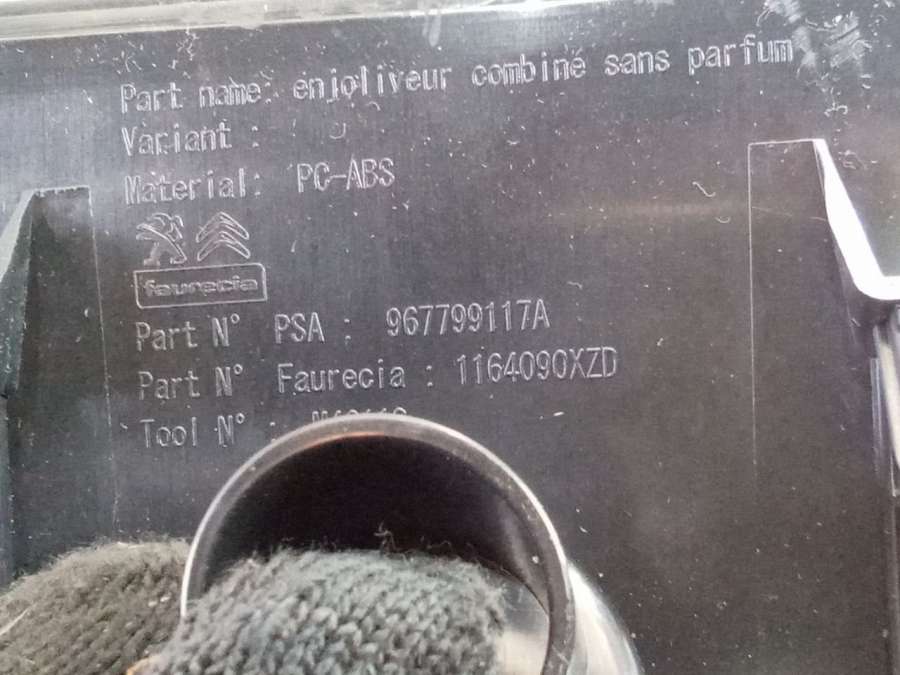 Part name: enjoliveur combiné sans parfum
Variant :
Material: PC-ABS
faurecia
Part N° PSA : 967799117A
Part N° Faurecia : 1164090XZD
Tool N° :